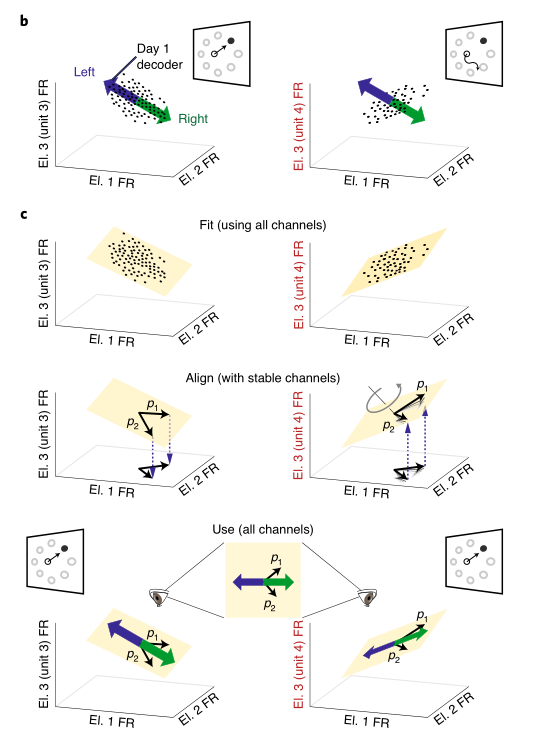 b
Day 1
decoder
Left
Right
El. 3 (unit 3) FR
El. 1 FR
El. 2 FR
El. 3 (unit 4) FR
El. 1 FR
El. 2 FR
c
Fit (using all channels)
El. 3 (unit 3) FR
El. 1 FR
El. 2 FR
El. 3 (unit 4) FR
El. 1 FR
El. 2 FR
Align (with stable channels)
p1
p2
El. 3 (unit 3) FR
El. 1 FR
El. 2 FR
p1
p2
El. 3 (unit 4) FR
El. 1 FR
El. 2 FR
Use (all channels)
p1
p2
p1
p2
El. 3 (unit 3) FR
El. 1 FR
El. 2 FR
p1
p2
El. 3 (unit 4) FR
El. 1 FR
El. 2 FR